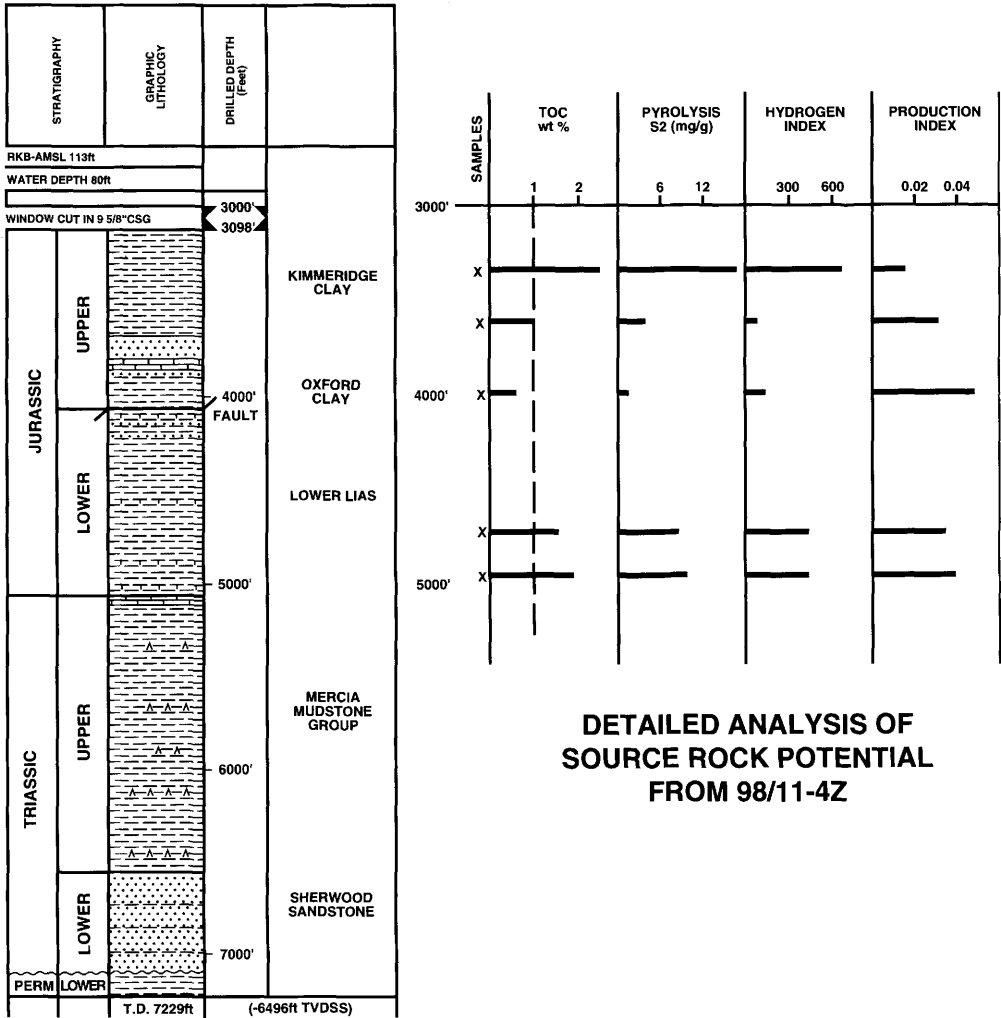 STRATIGRAPHY
GRAPHIC
LITHOLOGY
DRILLED DEPTH
(Feet)
RKB-AMSL 113ft
WATER DEPTH 80ft
WINDOW CUT IN 9 5/8"CSG
3000'
3098'
JURASSIC
UPPER
KIMMERIDGE
CLAY
OXFORD
CLAY
4000'
FAULT
LOWER
LOWER LIAS
5000'
TRIASSIC
UPPER
MERCIA
MUDSTONE
GROUP
6000'
LOWER
SHERWOOD
SANDSTONE
7000'
PERM LOWER
T.D. 7229ft
(-6496ft TVDSS)
SAMPLES
TOC
wt %
1 2
PYROLYSIS
S2 (mg/g)
6 12
HYDROGEN
INDEX
300 600
PRODUCTION
INDEX
0.02 0.04
3000'
X
X
4000'
X
X
5000'
X
DETAILED ANALYSIS OF
SOURCE ROCK POTENTIAL
FROM 98/11-4Z